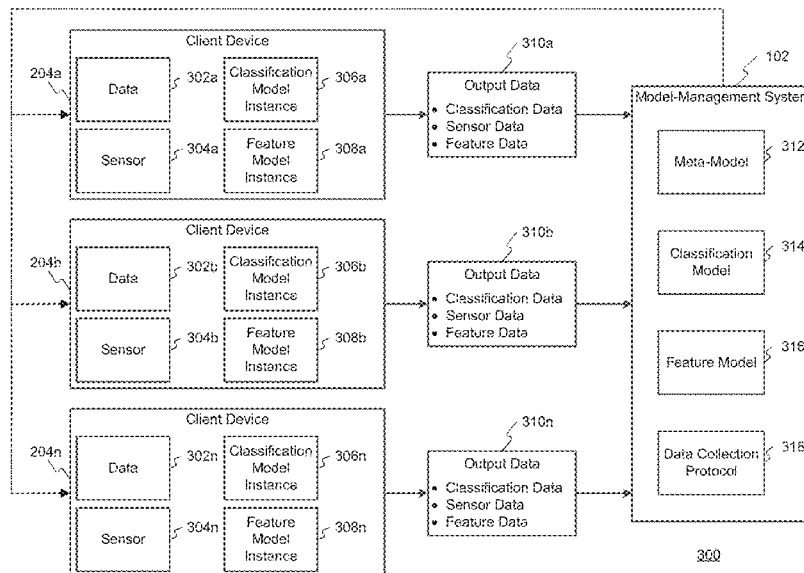 Client Device
204a
Data
302a
Classification
Model
Instance
306a
Sensor
304a
Feature
Model
Instance
308a
310a
Output Data
• Classification Data
• Sensor Data
• Feature Data
102
Model-Management System
Meta-Model
312
Classification
Model
314
Feature Model
316
Data Collection
Protocol
318
Client Device
204b
Data
302b
Classification
Model
Instance
306b
Sensor
304b
Feature
Model
Instance
308b
310b
Output Data
• Classification Data
• Sensor Data
• Feature Data
Client Device
204n
Data
302n
Classification
Model
Instance
306n
Sensor
304n
Feature
Model
Instance
308n
310n
Output Data
• Classification Data
• Sensor Data
• Feature Data
300